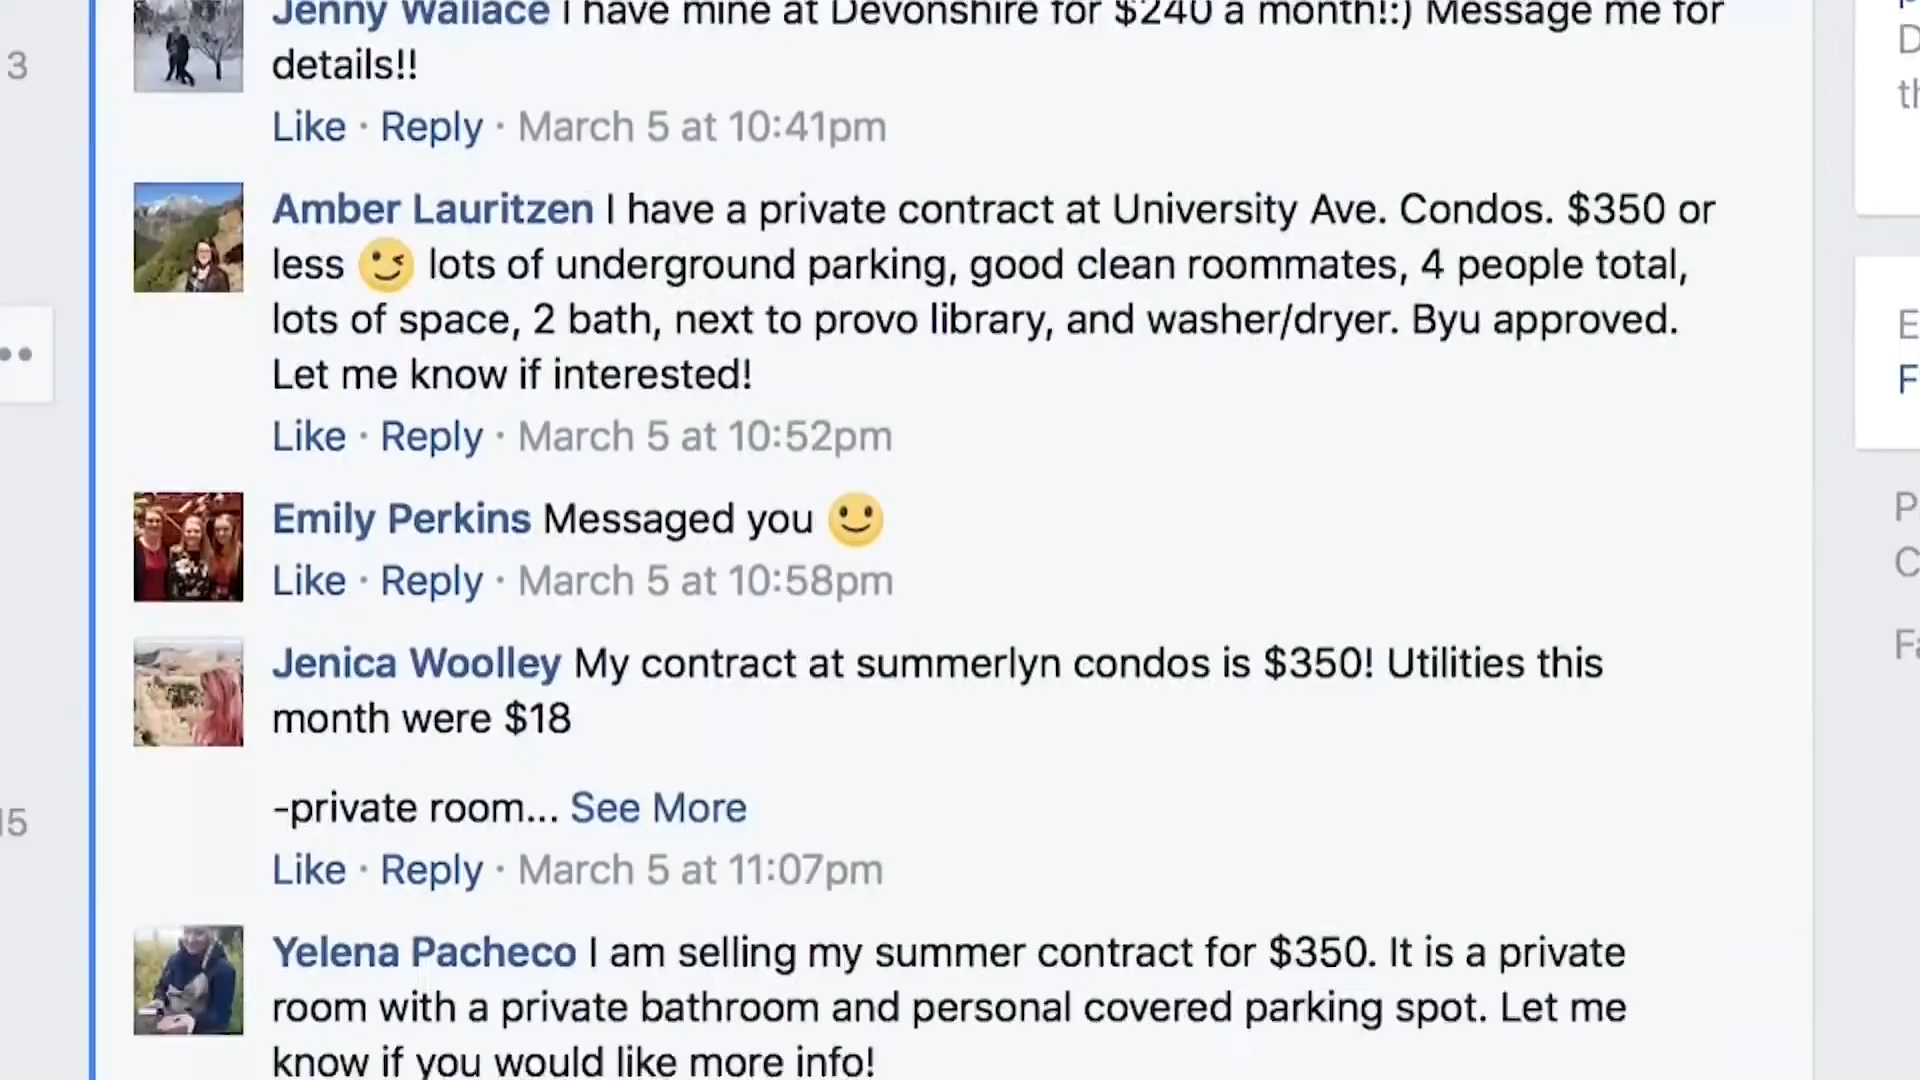 Jenny Wallace I have mine at Devonshire for $240 a month!:) Message me for
details!!
3
Like · Reply · March 5 at 10:41pm
Amber Lauritzen I have a private contract at University Ave. Condos. $350 or
less 😉 lots of underground parking, good clean roommates, 4 people total,
lots of space, 2 bath, next to provo library, and washer/dryer. Byu approved.
Let me know if interested!
Like · Reply · March 5 at 10:52pm
Emily Perkins Messaged you 🙂
Like · Reply · March 5 at 10:58pm
Jenica Woolley My contract at summerlyn condos is $350! Utilities this
month were $18
-private room... See More
15
Like · Reply · March 5 at 11:07pm
Yelena Pacheco I am selling my summer contract for $350. It is a private
room with a private bathroom and personal covered parking spot. Let me
know if you would like more info!